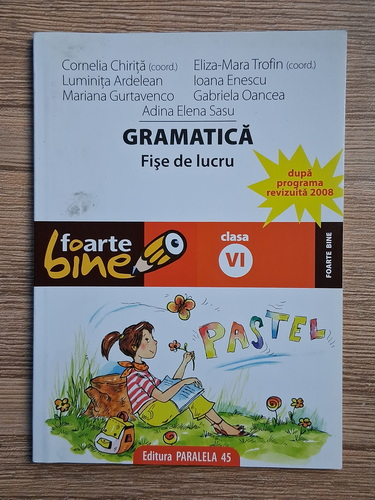 Cornelia Chiriță (coord.) Eliza-Mara Trofin (coord.)
Luminița Ardelean Ioana Enescu
Mariana Gurtavenco Gabriela Oancea
Adina Elena Sasu
GRAMATICĂ
Fișe de lucru
după
programa
revizuită 2008
foarte
bine
clasa
VI
FOARTE BINE
PASTEL
Editura PARALELA 45